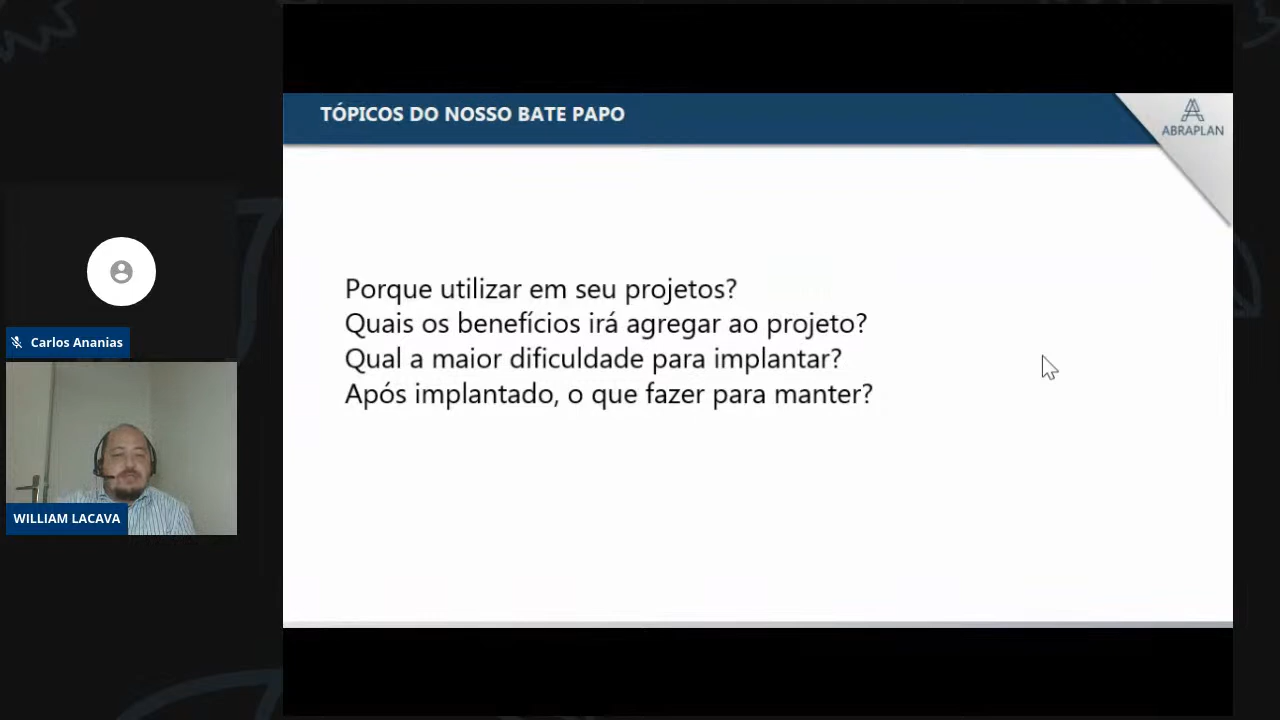 TÓPICOS DO NOSSO BATE PAPO
ABRAPLAN
Porque utilizar em seu projetos?
Quais os benefícios irá agregar ao projeto?
Qual a maior dificuldade para implantar?
Após implantado, o que fazer para manter?
Carlos Ananias
WILLIAM LACAVA